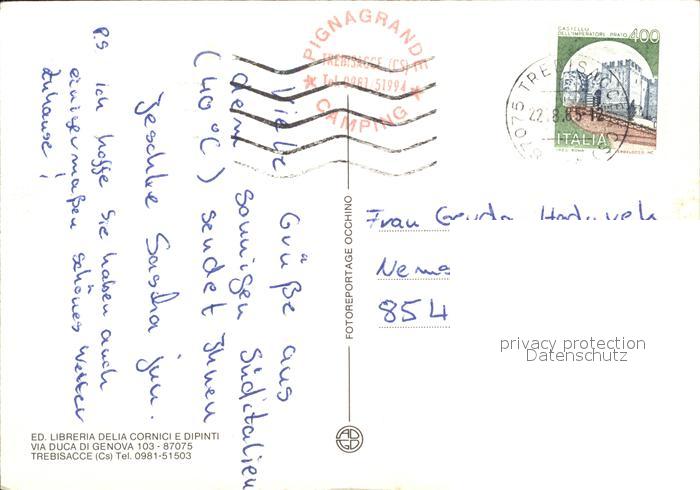 Viele Grüße aus
dem sonnigen Süditalien
(40°C) sendet Ihnen
Jeschke Sascha jun.
P.S ich hoffe Sie haben auch
einigermaßen schönes Wetter
zuhause!
PIGNAGRANDE
TREBISACCE (CS)
Tel. 0981-51994
CAMPING
CASTELLO
DELL'IMPERATORE PRATO 400
ITALIA
87075 TREBISACCE CS
22.8.85-12
Frau
854
FOTOREPORTAGE OCCHINO
privacy protection
Datenschutz
ED. LIBRERIA DELIA CORNICI E DIPINTI
VIA DUCA DI GENOVA 103 - 87075
TREBISACCE (Cs) Tel. 0981-51503